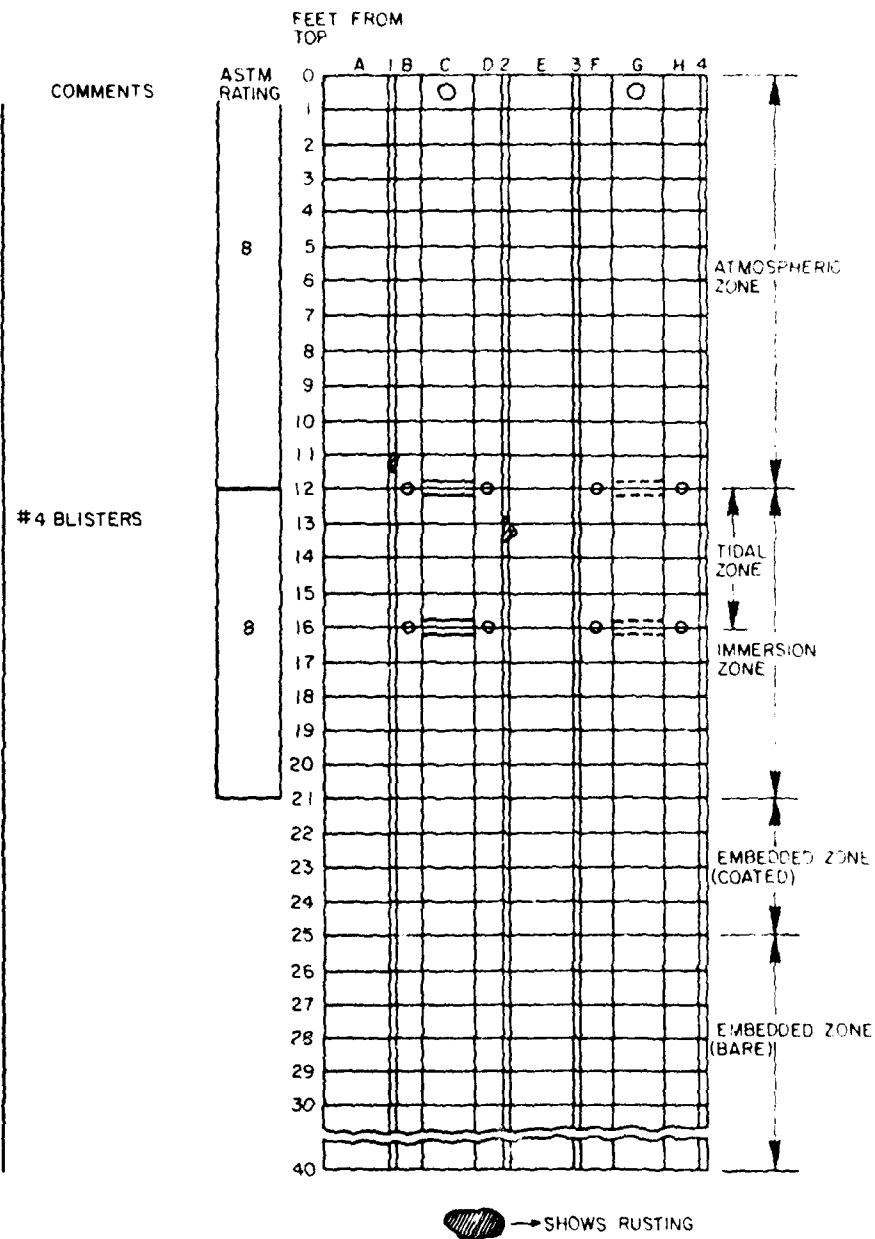 FEET FROM
TOP
COMMENTS
ASTM
RATING
A 1 B C D 2 E 3 F G H 4
0
1
2
3
4
8
5
ATMOSPHERIC
6
ZONE
7
8
9
10
11
12
#4 BLISTERS
13
14
TIDAL
ZONE
15
8
16
IMMERSION
17
ZONE
18
19
20
21
22
EMBEDDED ZONE
23
(COATED)
24
25
26
27
EMBEDDED ZONE
28
(BARE)
29
30
40
SHOWS RUSTING